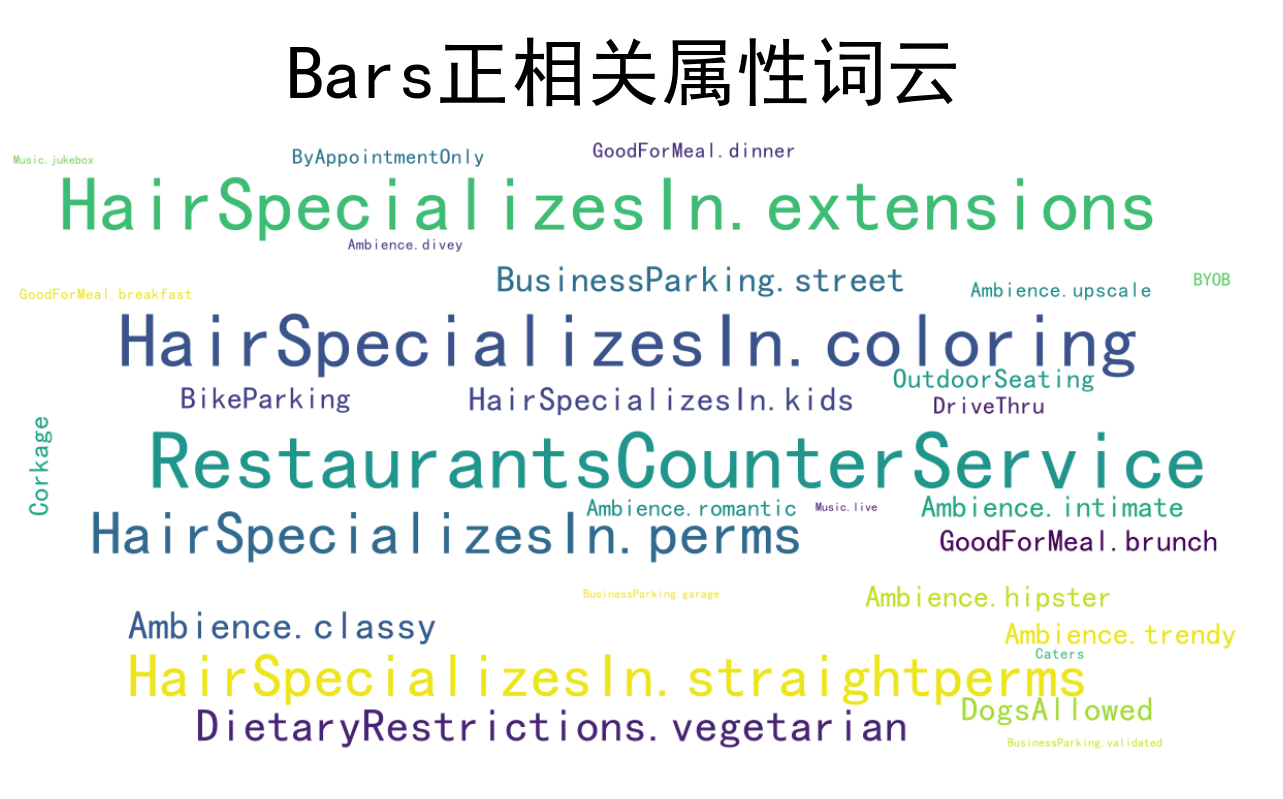 Bars正相关属性词云
Music.jukebox
ByAppointmentOnly
GoodForMeal.dinner
HairSpecializesIn.extensions
Ambience.divey
BusinessParking.street
Ambience.upscale
BYOB
GoodForMeal.breakfast
HairSpecializesIn.coloring
OutdoorSeating
BikeParking
HairSpecializesIn.kids
DriveThru
Corkage
RestaurantsCounterService
Ambience.romantic
Music.live
Ambience.intimate
HairSpecializesIn.perms
GoodForMeal.brunch
BusinessParking.garage
Ambience.hipster
Ambience.classy
Ambience.trendy
Caters
HairSpecializesIn.straightperms
DogsAllowed
DietaryRestrictions.vegetarian
BusinessParking.validated